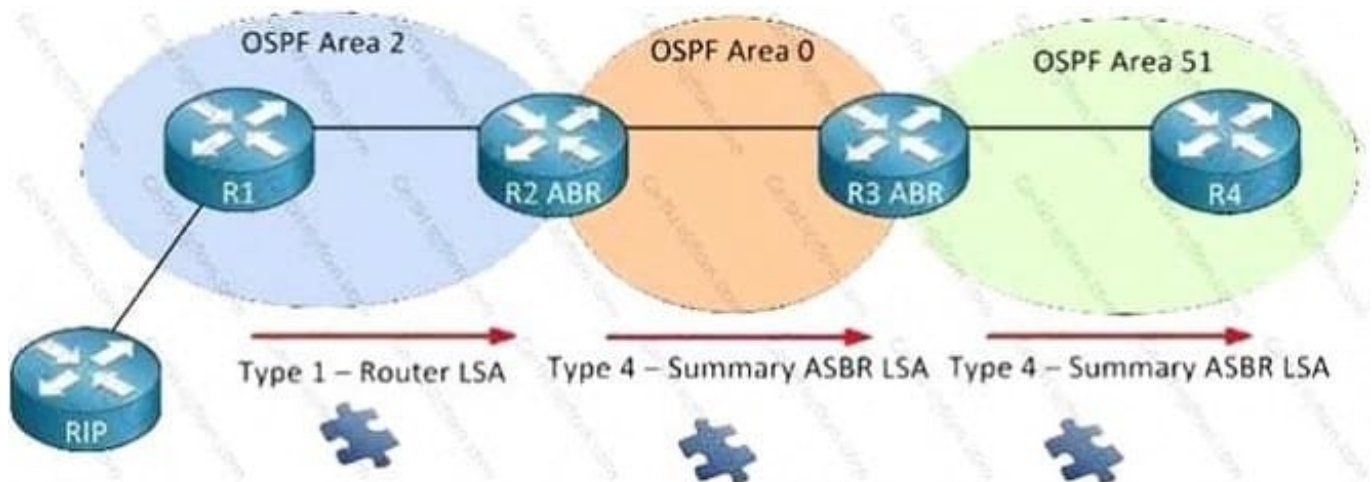 OSPF Area 2
OSPF Area 0
OSPF Area 51
R1
R2 ABR
R3 ABR
R4
RIP
Type 1 – Router LSA
Type 4 – Summary ASBR LSA
Type 4 – Summary ASBR LSA